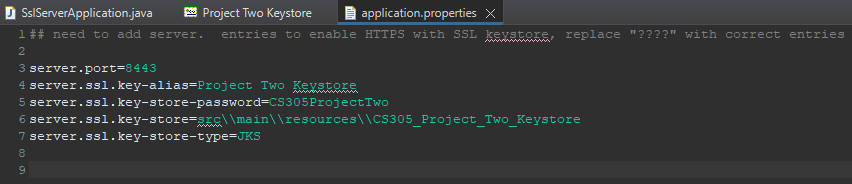 SslServerApplication.java Project Two Keystore application.properties
1 ## need to add server. entries to enable HTTPS with SSL keystore, replace "????" with correct entries
2
3 server.port=8443
4 server.ssl.key-alias=Project Two Keystore
5 server.ssl.key-store-password=CS305ProjectTwo
6 server.ssl.key-store=src\\main\\resources\\CS305_Project_Two_Keystore
7 server.ssl.key-store-type=JKS
8
9